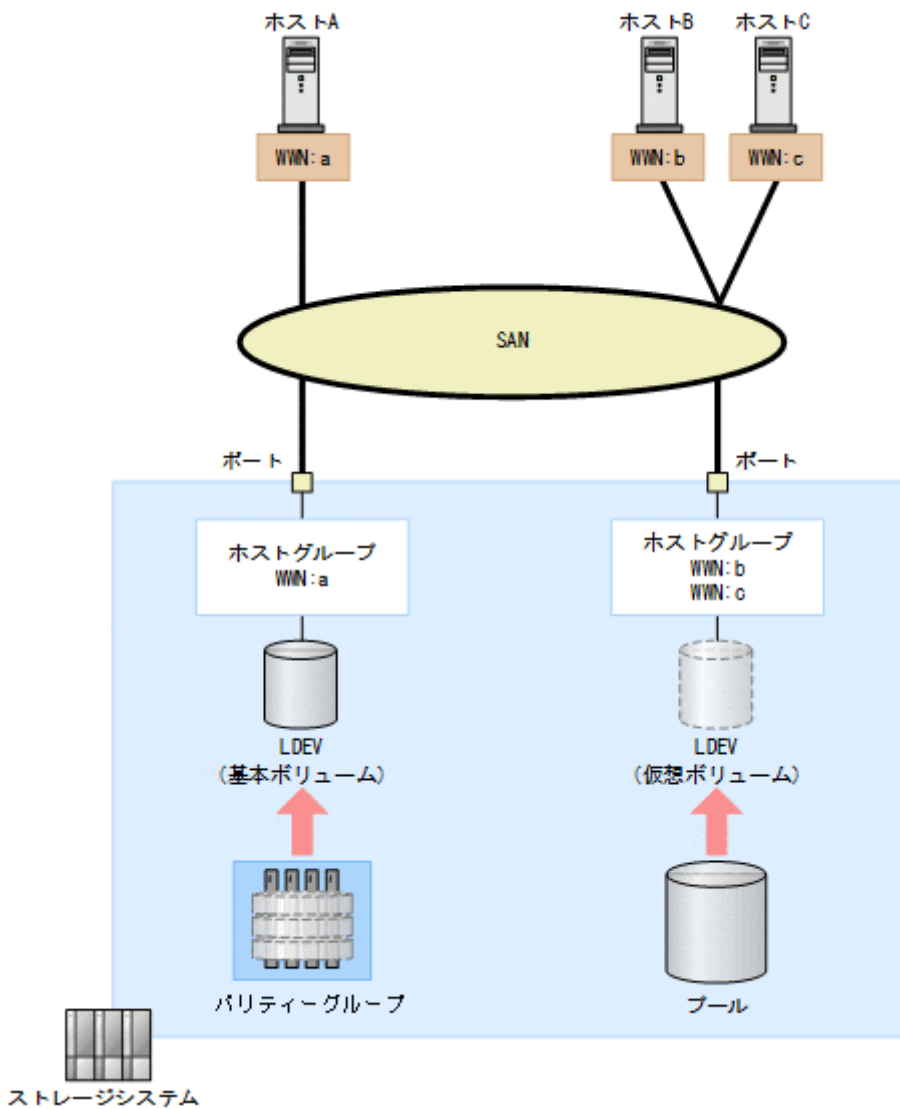 ホストA
ホストB
ホストC
WWN:a
WWN:b
WWN:c
SAN
ポート
ポート
ホストグループ
WWN:a
ホストグループ
WWN:b
WWN:c
LDEV
(基本ボリューム)
LDEV
(仮想ボリューム)
パリティーグループ
プール
ストレージシステム